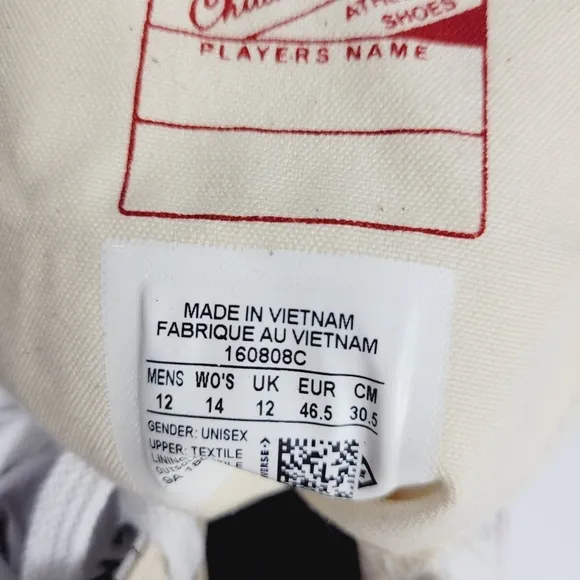 ATHL
SHOES
PLAYERS NAME
MADE IN VIETNAM
FABRIQUE AU VIETNAM
160808C
MENS WO'S UK EUR CM
12 14 12 46.5 30.5
GENDER: UNISEX
UPPER: TEXTILE